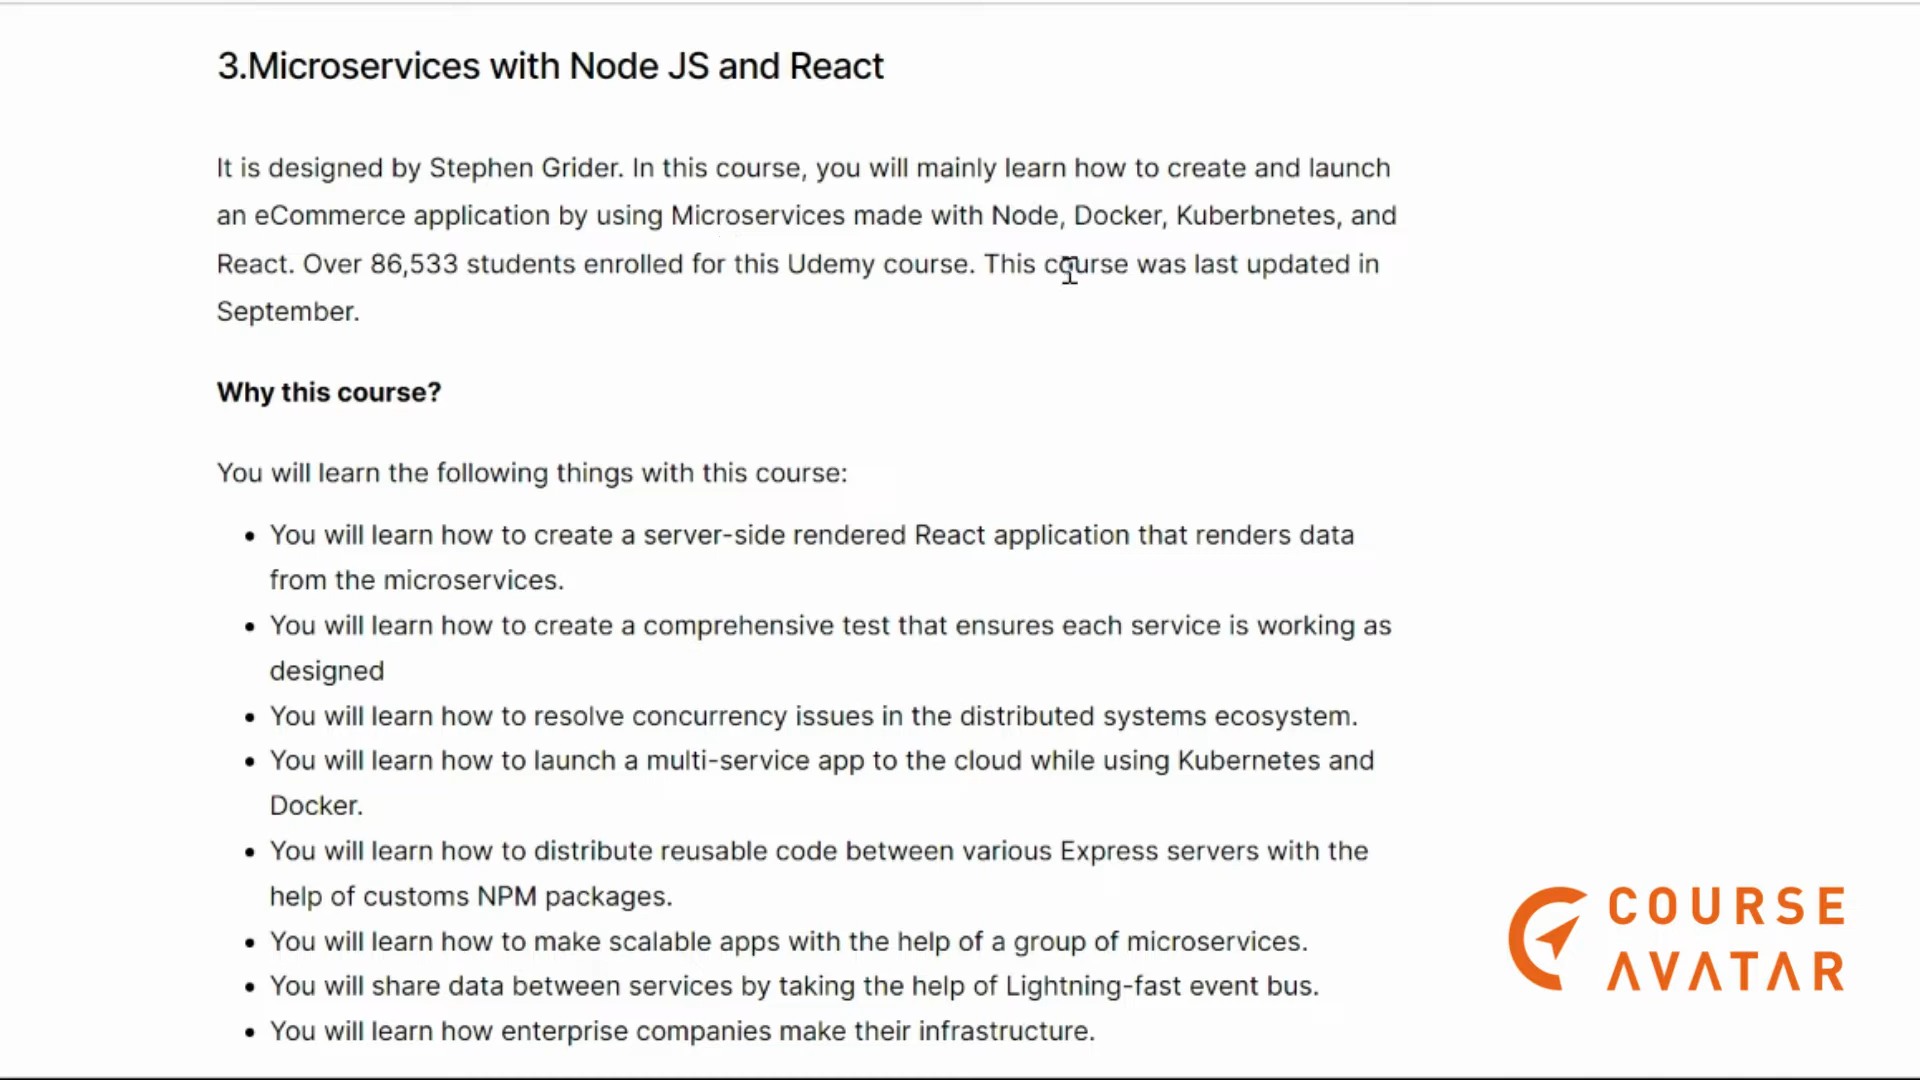 3.Microservices with Node JS and React
It is designed by Stephen Grider. In this course, you will mainly learn how to create and launch
an eCommerce application by using Microservices made with Node, Docker, Kuberbnetes, and
React. Over 86,533 students enrolled for this Udemy course. This course was last updated in
September.
Why this course?
You will learn the following things with this course:
• You will learn how to create a server-side rendered React application that renders data
from the microservices.
• You will learn how to create a comprehensive test that ensures each service is working as
designed
• You will learn how to resolve concurrency issues in the distributed systems ecosystem.
• You will learn how to launch a multi-service app to the cloud while using Kubernetes and
Docker.
• You will learn how to distribute reusable code between various Express servers with the
help of customs NPM packages.
• You will learn how to make scalable apps with the help of a group of microservices.
• You will share data between services by taking the help of Lightning-fast event bus.
• You will learn how enterprise companies make their infrastructure.
COURSE
AVATAR